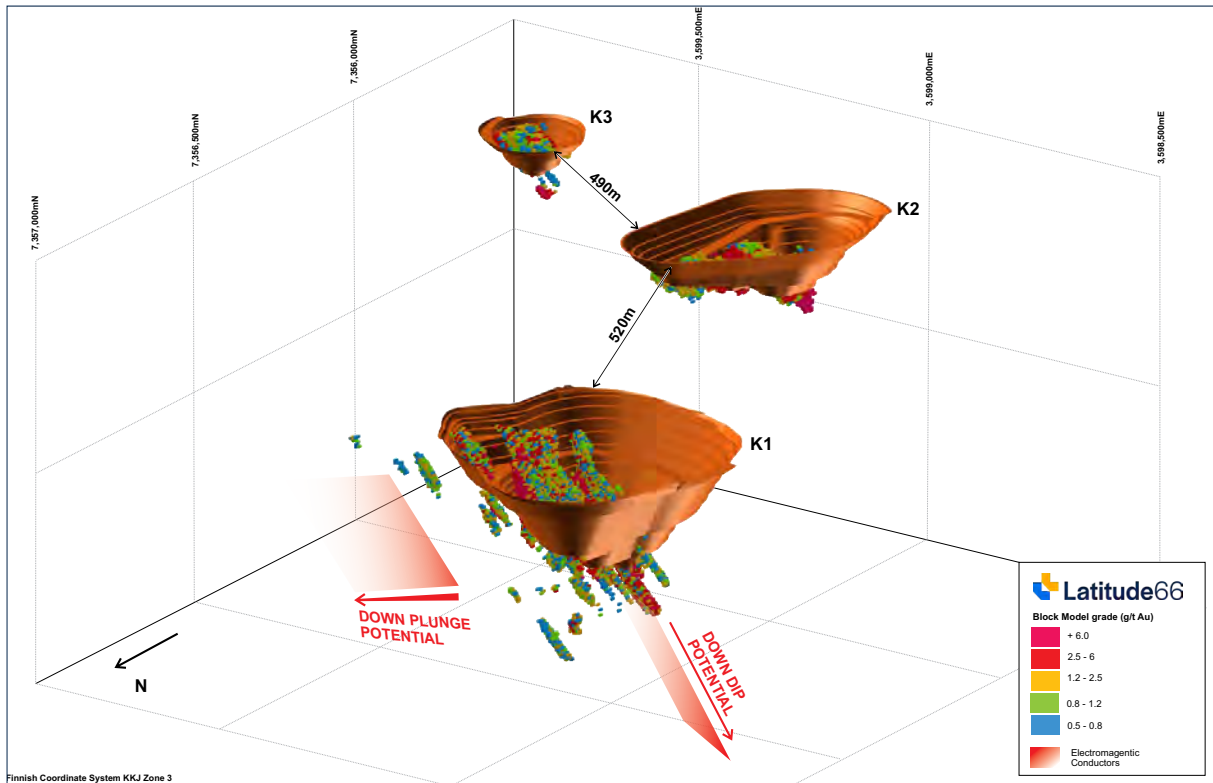 7,357,000mN
7,356,500mN
7,356,000mN
3,599,500mE
3,599,000mE
3,598,500mE
K3
490m
K2
520m
K1
DOWN PLUNGE
POTENTIAL
DOWN DIP
POTENTIAL
N
Latitude66
Block Model grade (g/t Au)
+ 6.0
2.5 - 6
1.2 - 2.5
0.8 - 1.2
0.5 - 0.8
Electromagentic
Conductors
Finnish Coordinate System KKJ Zone 3